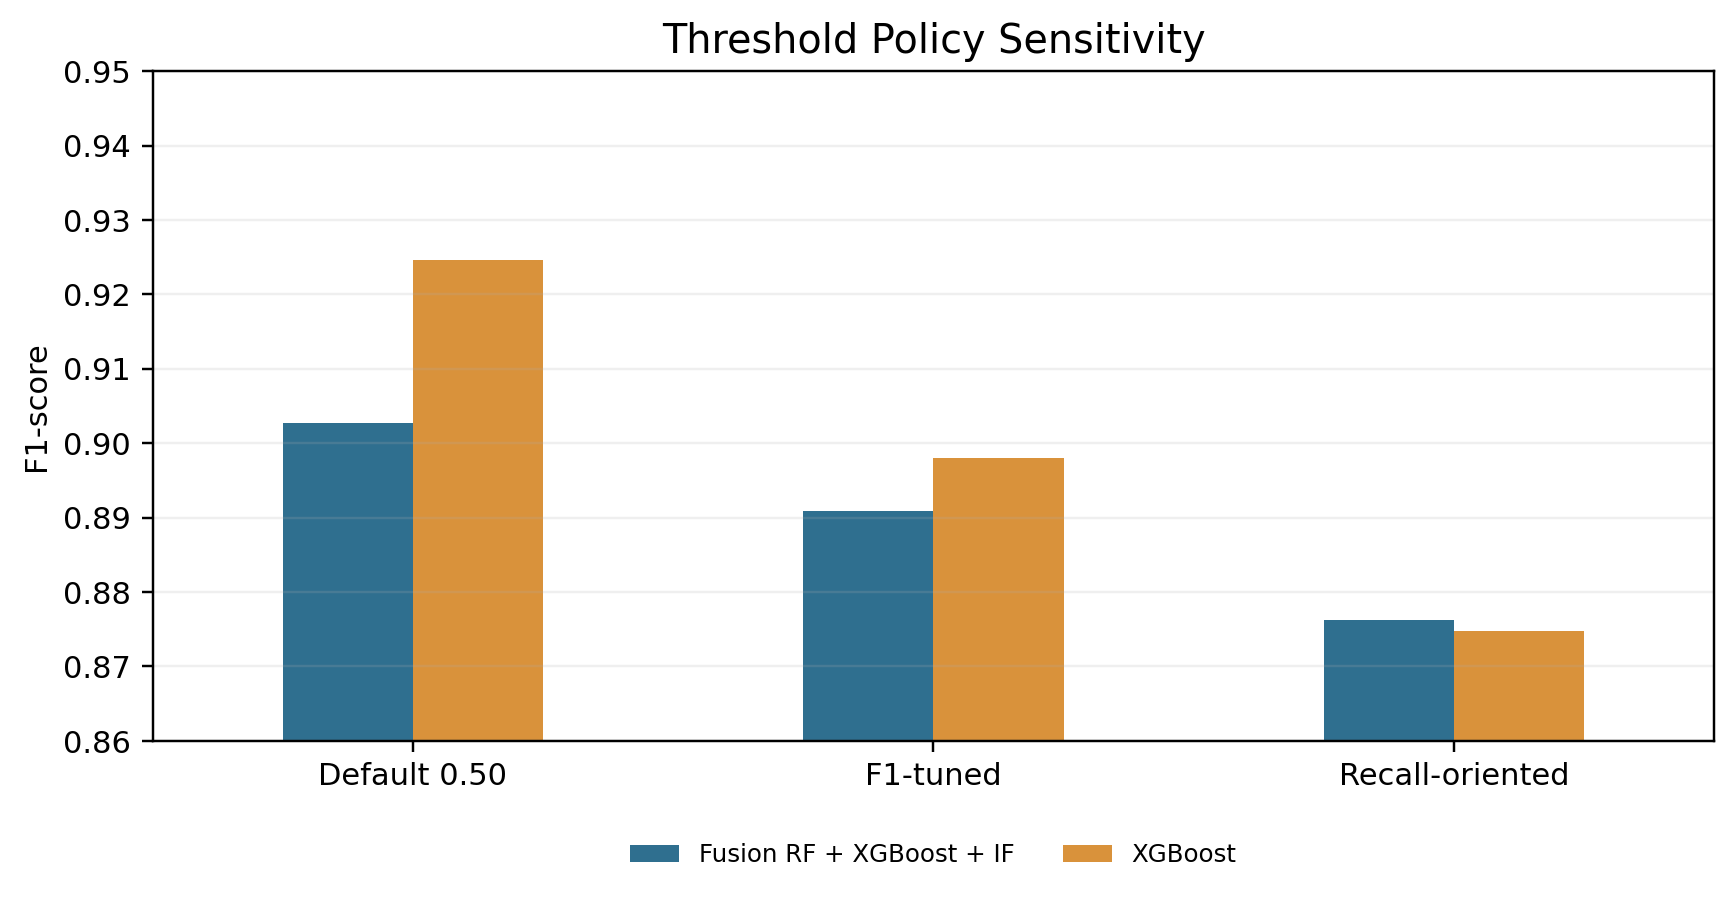 Threshold Policy Sensitivity
0.95
0.94
0.93
0.92
0.91
0.90
0.89
0.88
0.87
0.86
F1-score
Default 0.50
F1-tuned
Recall-oriented
Fusion RF + XGBoost + IF
XGBoost